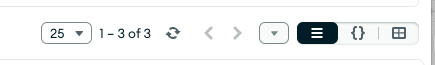 25 1 – 3 of 3 {}